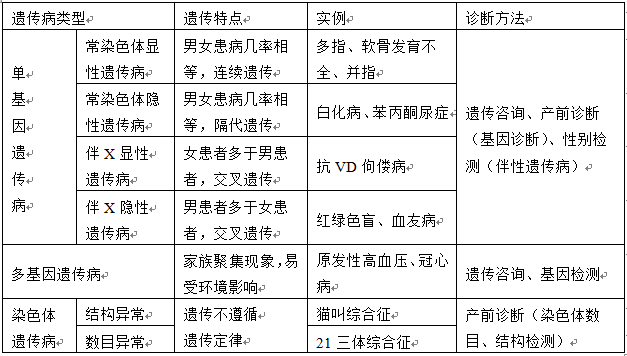 遗传病类型 遗传特点 实例 诊断方法
单基因遗传病
常染色体显
性遗传病
男女患病几率相
等，连续遗传
多指、软骨发育不
全、并指
常染色体隐
性遗传病
男女患病几率相
等，隔代遗传
白化病、苯丙酮尿症
伴 X 显性
遗传病
女患者多于男患
者，交叉遗传
抗 VD 佝偻病
伴 X 隐性
遗传病
男患者多于女患
者，交叉遗传
红绿色盲、血友病
遗传咨询、产前诊断
（基因诊断）、性别检
测（伴性遗传病）
多基因遗传病
家族聚集现象，易
受环境影响
原发性高血压、冠心
病
遗传咨询、基因检测
染色体
遗传病
结构异常
数目异常
遗传不遵循
遗传定律
猫叫综合征
21 三体综合征
产前诊断（染色体数
目、结构检测）